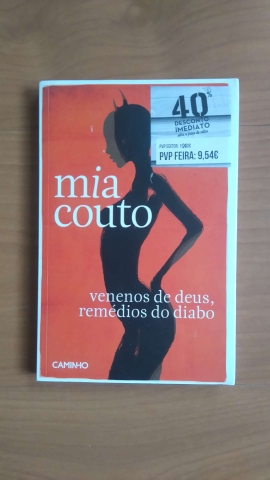 40%
DESCONTO
IMEDIATO
PVP FEIRA: 9,54€
mia
couto
venenos de deus,
remédios do diabo
CAMINHO